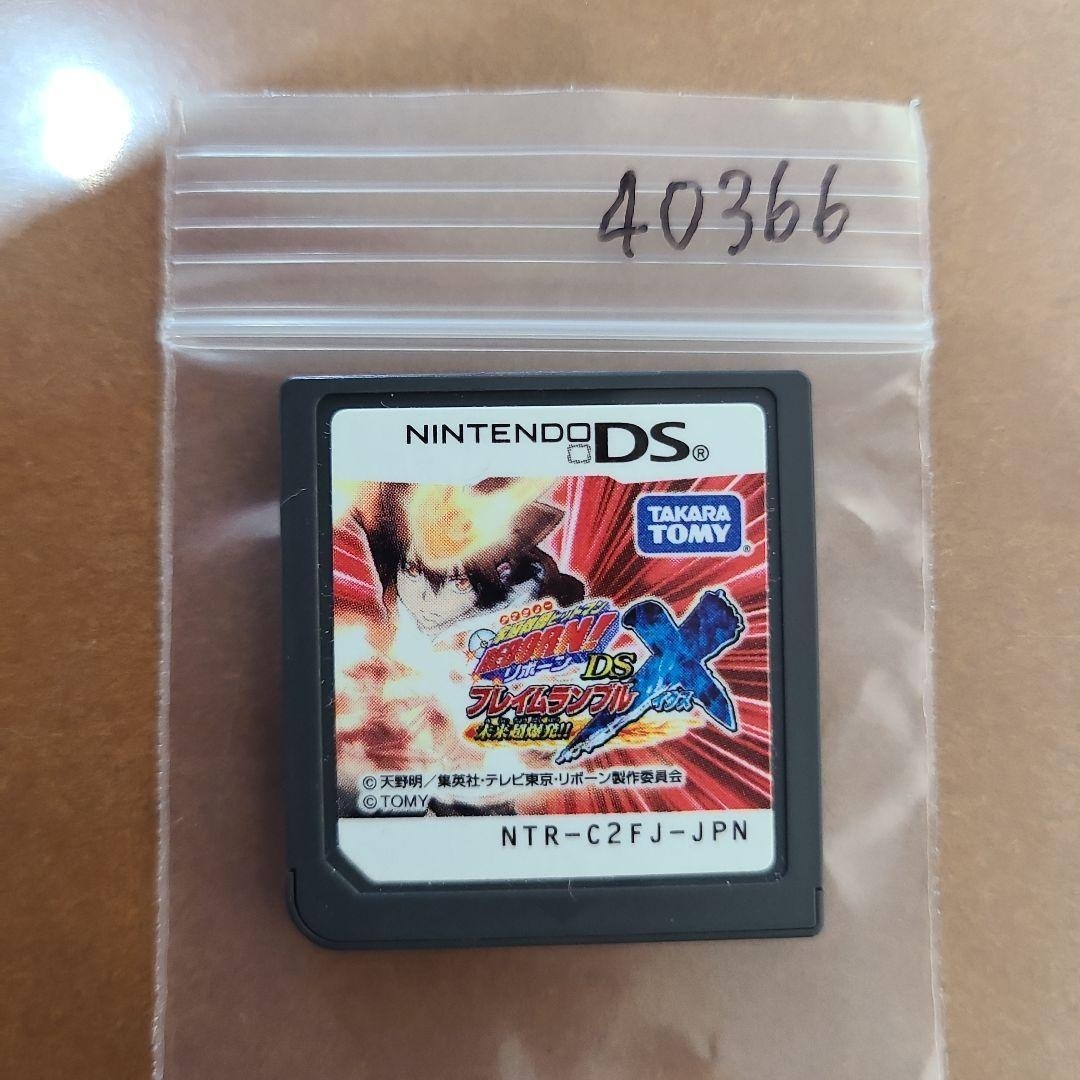 40366
NINTENDO DS®
TAKARA
TOMY®
家庭教師ヒットマン
REBORN!
リボーン DS
フレイムランブル X
イクス
未来超爆発!!
©天野明/集英社・テレビ東京・リボーン製作委員会
©TOMY
NTR-C2FJ-JPN